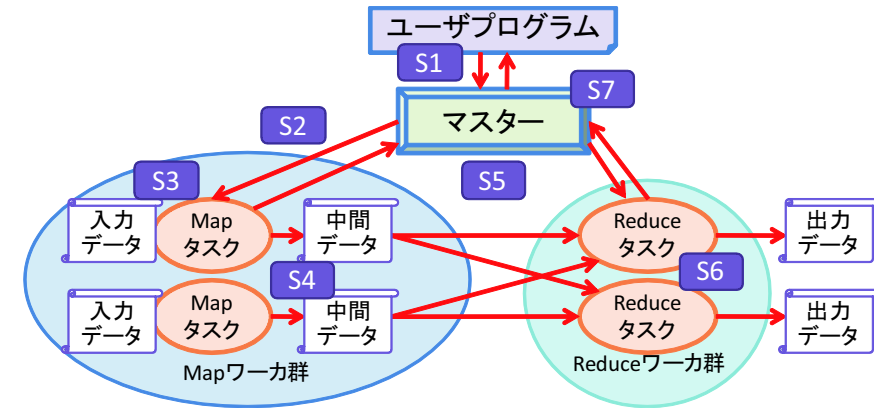 ユーザプログラム
S1
S7
マスター
S2
S5
S3
入力
データ
Map
タスク
中間
データ
Reduce
タスク
出力
データ
S4
S6
入力
データ
Map
タスク
中間
データ
Reduce
タスク
出力
データ
Mapワーカ群
Reduceワーカ群